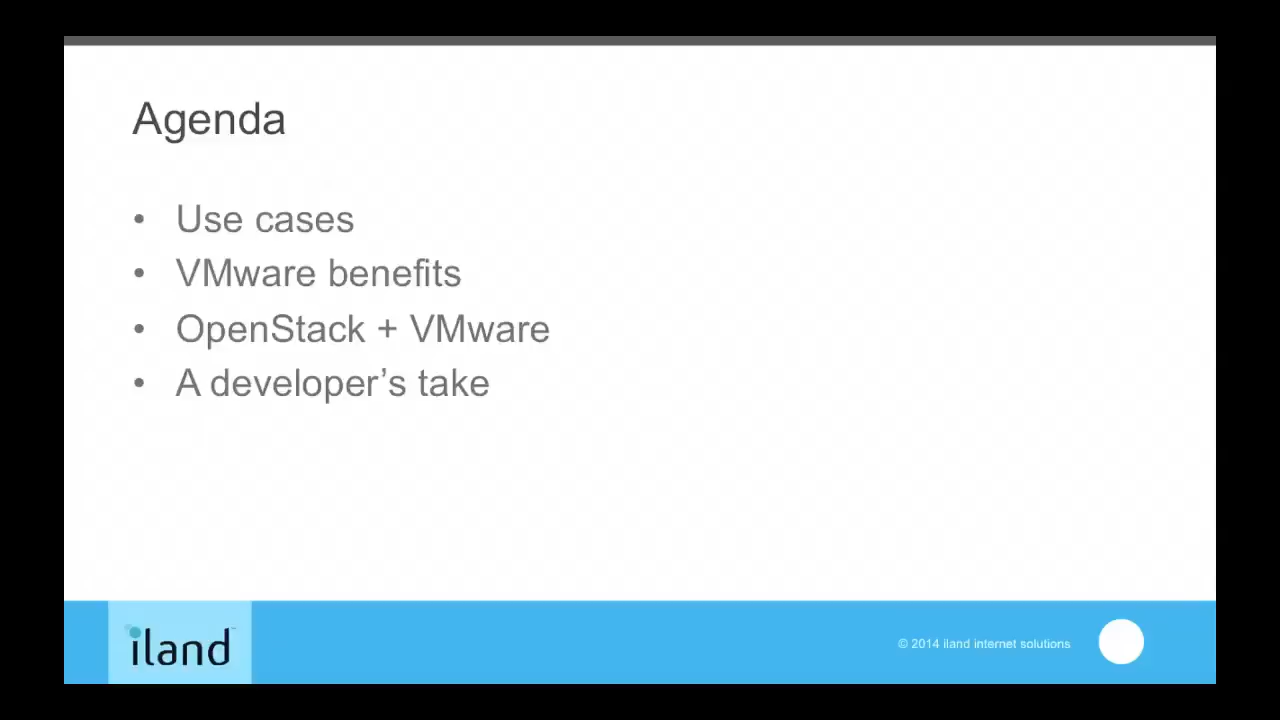 Agenda
• Use cases
• VMware benefits
• OpenStack + VMware
• A developer’s take
iland
© 2014 iland internet solutions